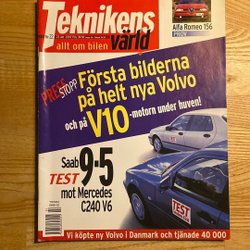 Teknikens
värld
allt om bilen
Alfa Romeo 156
PROV
PRESS
STOPP
Första bilderna
på helt nya Volvo
och på V10-motorn under huven!
Saab 9-5
TEST mot Mercedes
C240 V6
TEST
TEST
Vi köpte ny Volvo i Danmark och tjänade 40 000